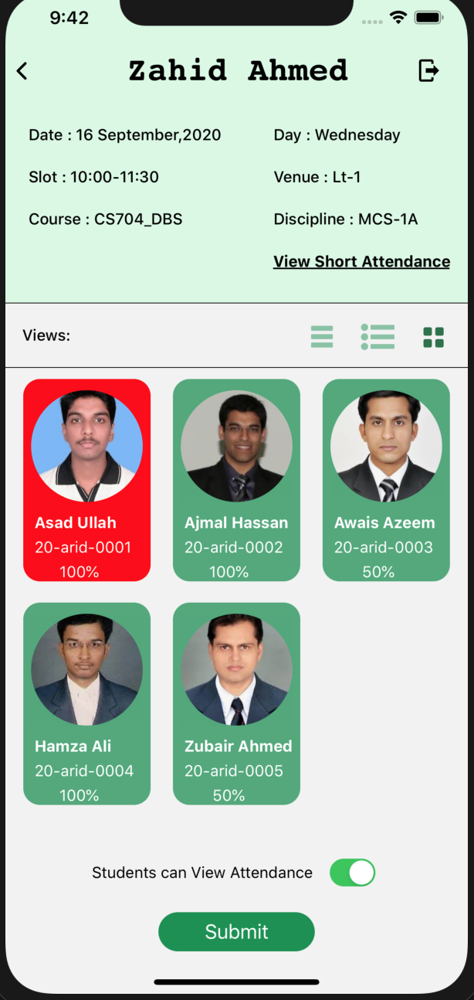 9:42
Zahid Ahmed
Date : 16 September,2020
Day : Wednesday
Slot : 10:00-11:30
Venue : Lt-1
Course : CS704_DBS
Discipline : MCS-1A
View Short Attendance
Views:
Asad Ullah
20-arid-0001
100%
Ajmal Hassan
20-arid-0002
100%
Awais Azeem
20-arid-0003
50%
Hamza Ali
20-arid-0004
100%
Zubair Ahmed
20-arid-0005
50%
Students can View Attendance
Submit